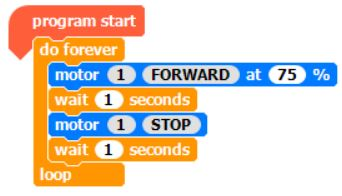 program start
do forever
motor 1 FORWARD at 75 %
wait 1 seconds
motor 1 STOP
wait 1 seconds
loop